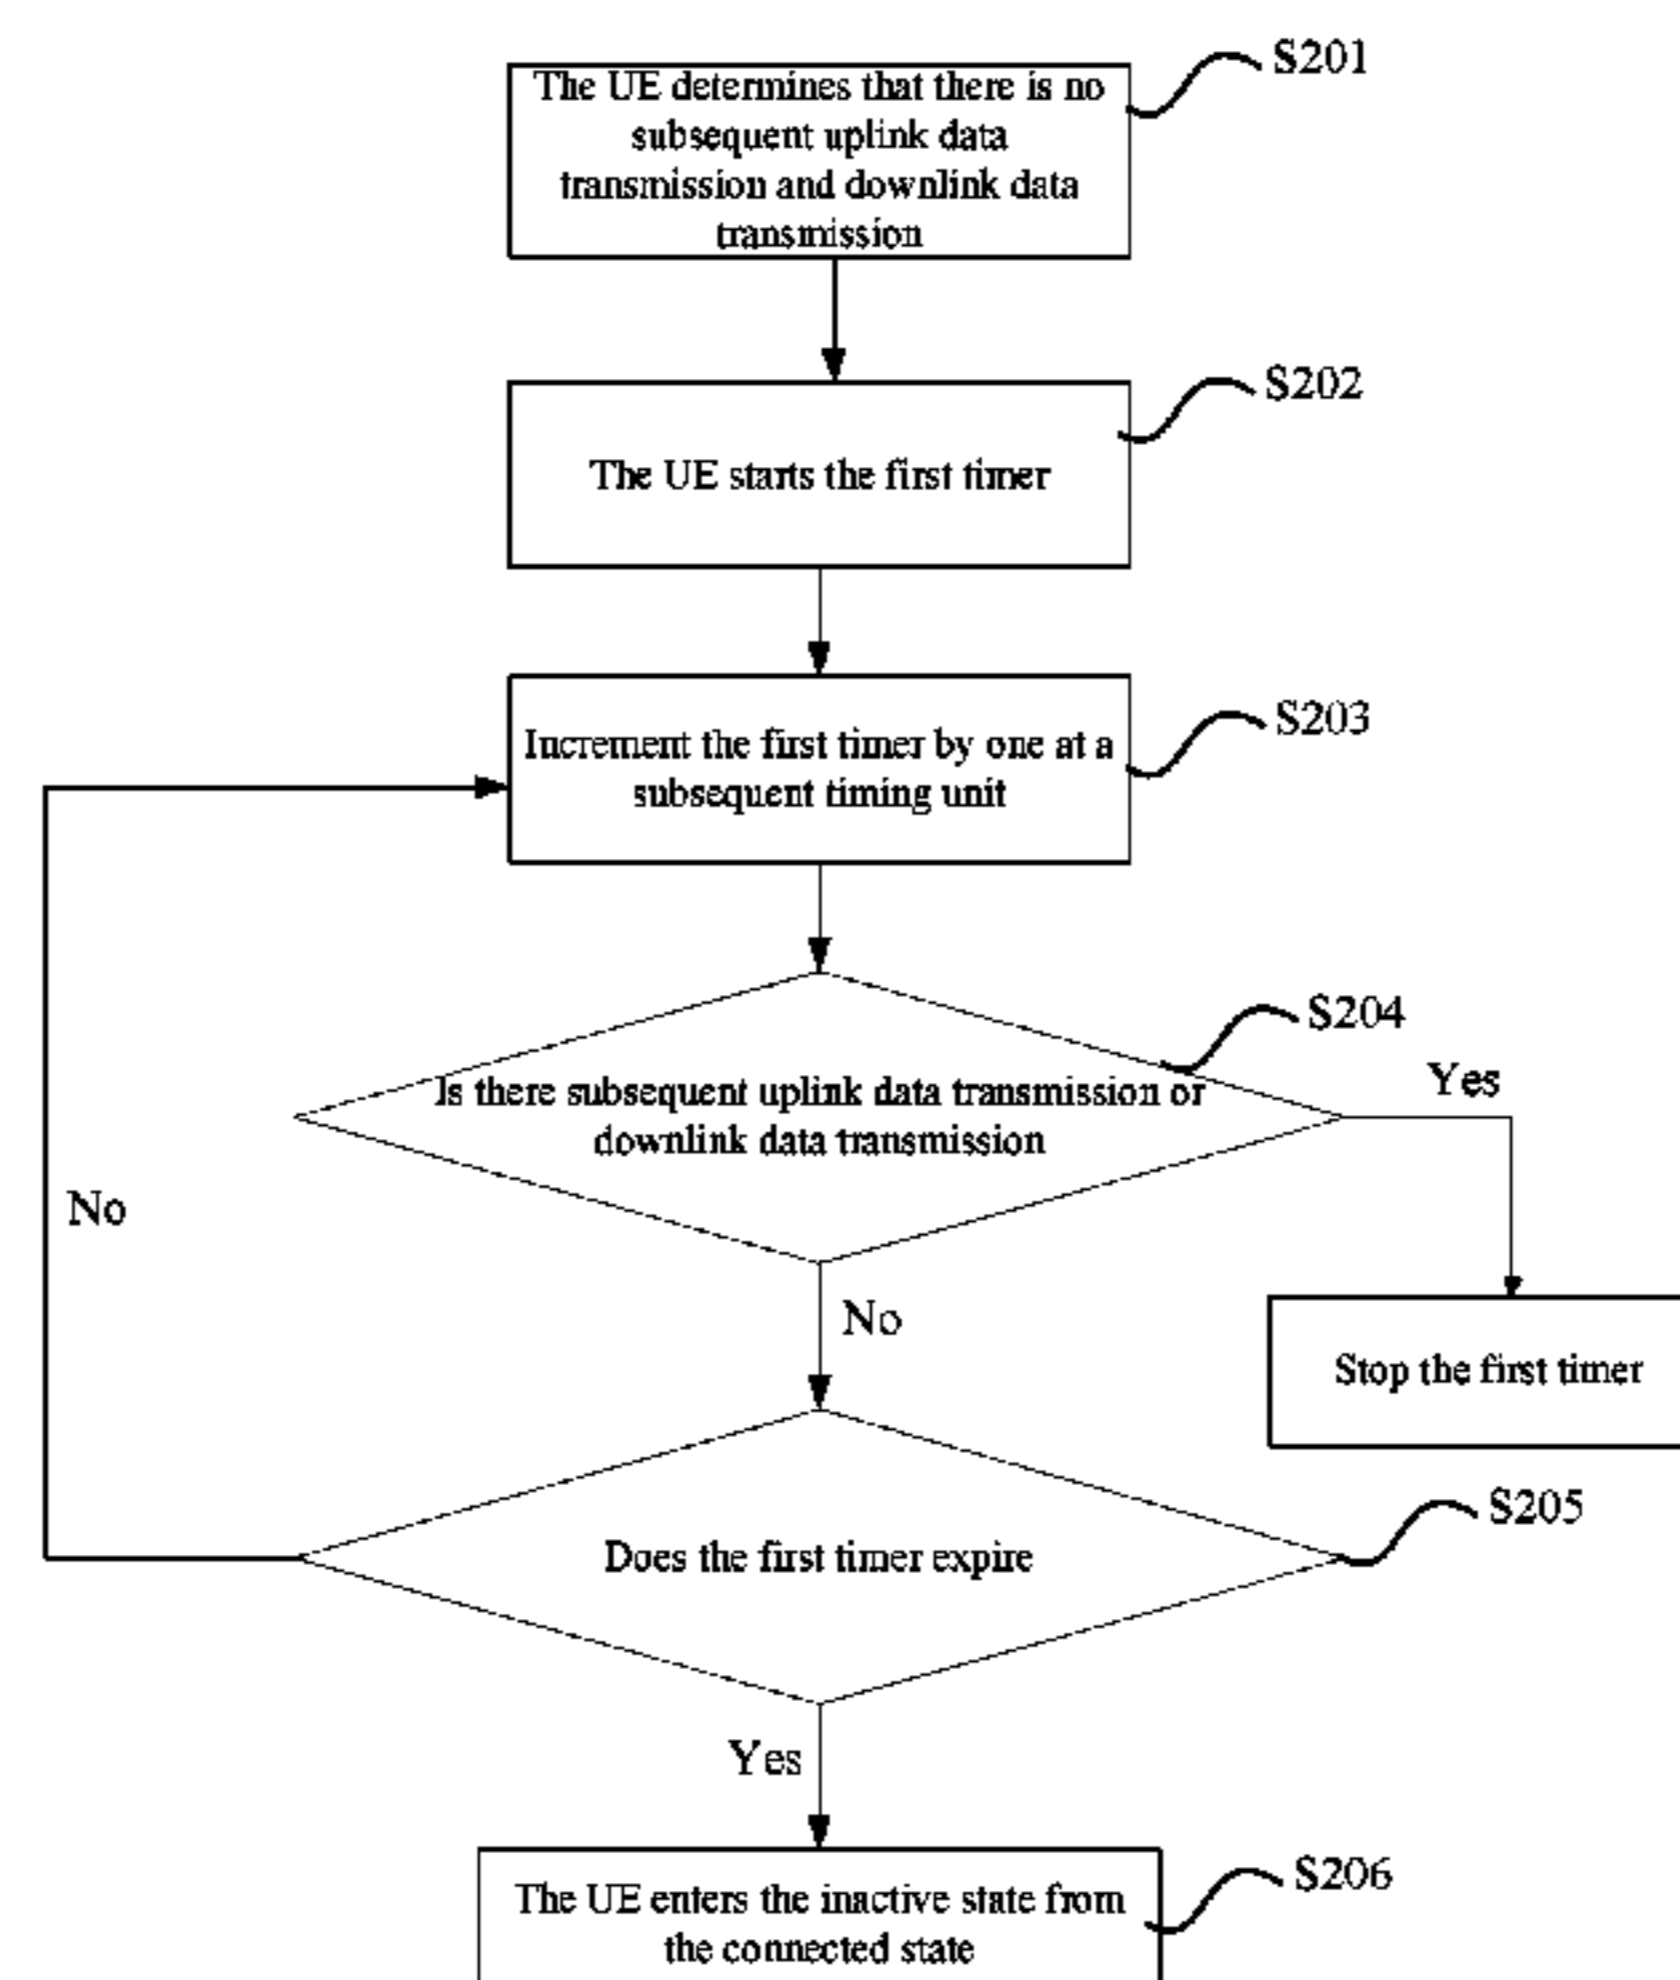 S201
The UE determines that there is no
subsequent uplink data
transmission and downlink data
transmission
S202
The UE starts the first timer
S203
Increment the first timer by one at a
subsequent timing unit
S204
Yes
Is there subsequent uplink data transmission or
downlink data transmission
No
No
Stop the first timer
S205
Does the first timer expire
Yes
S206
The UE enters the inactive state from
the connected state